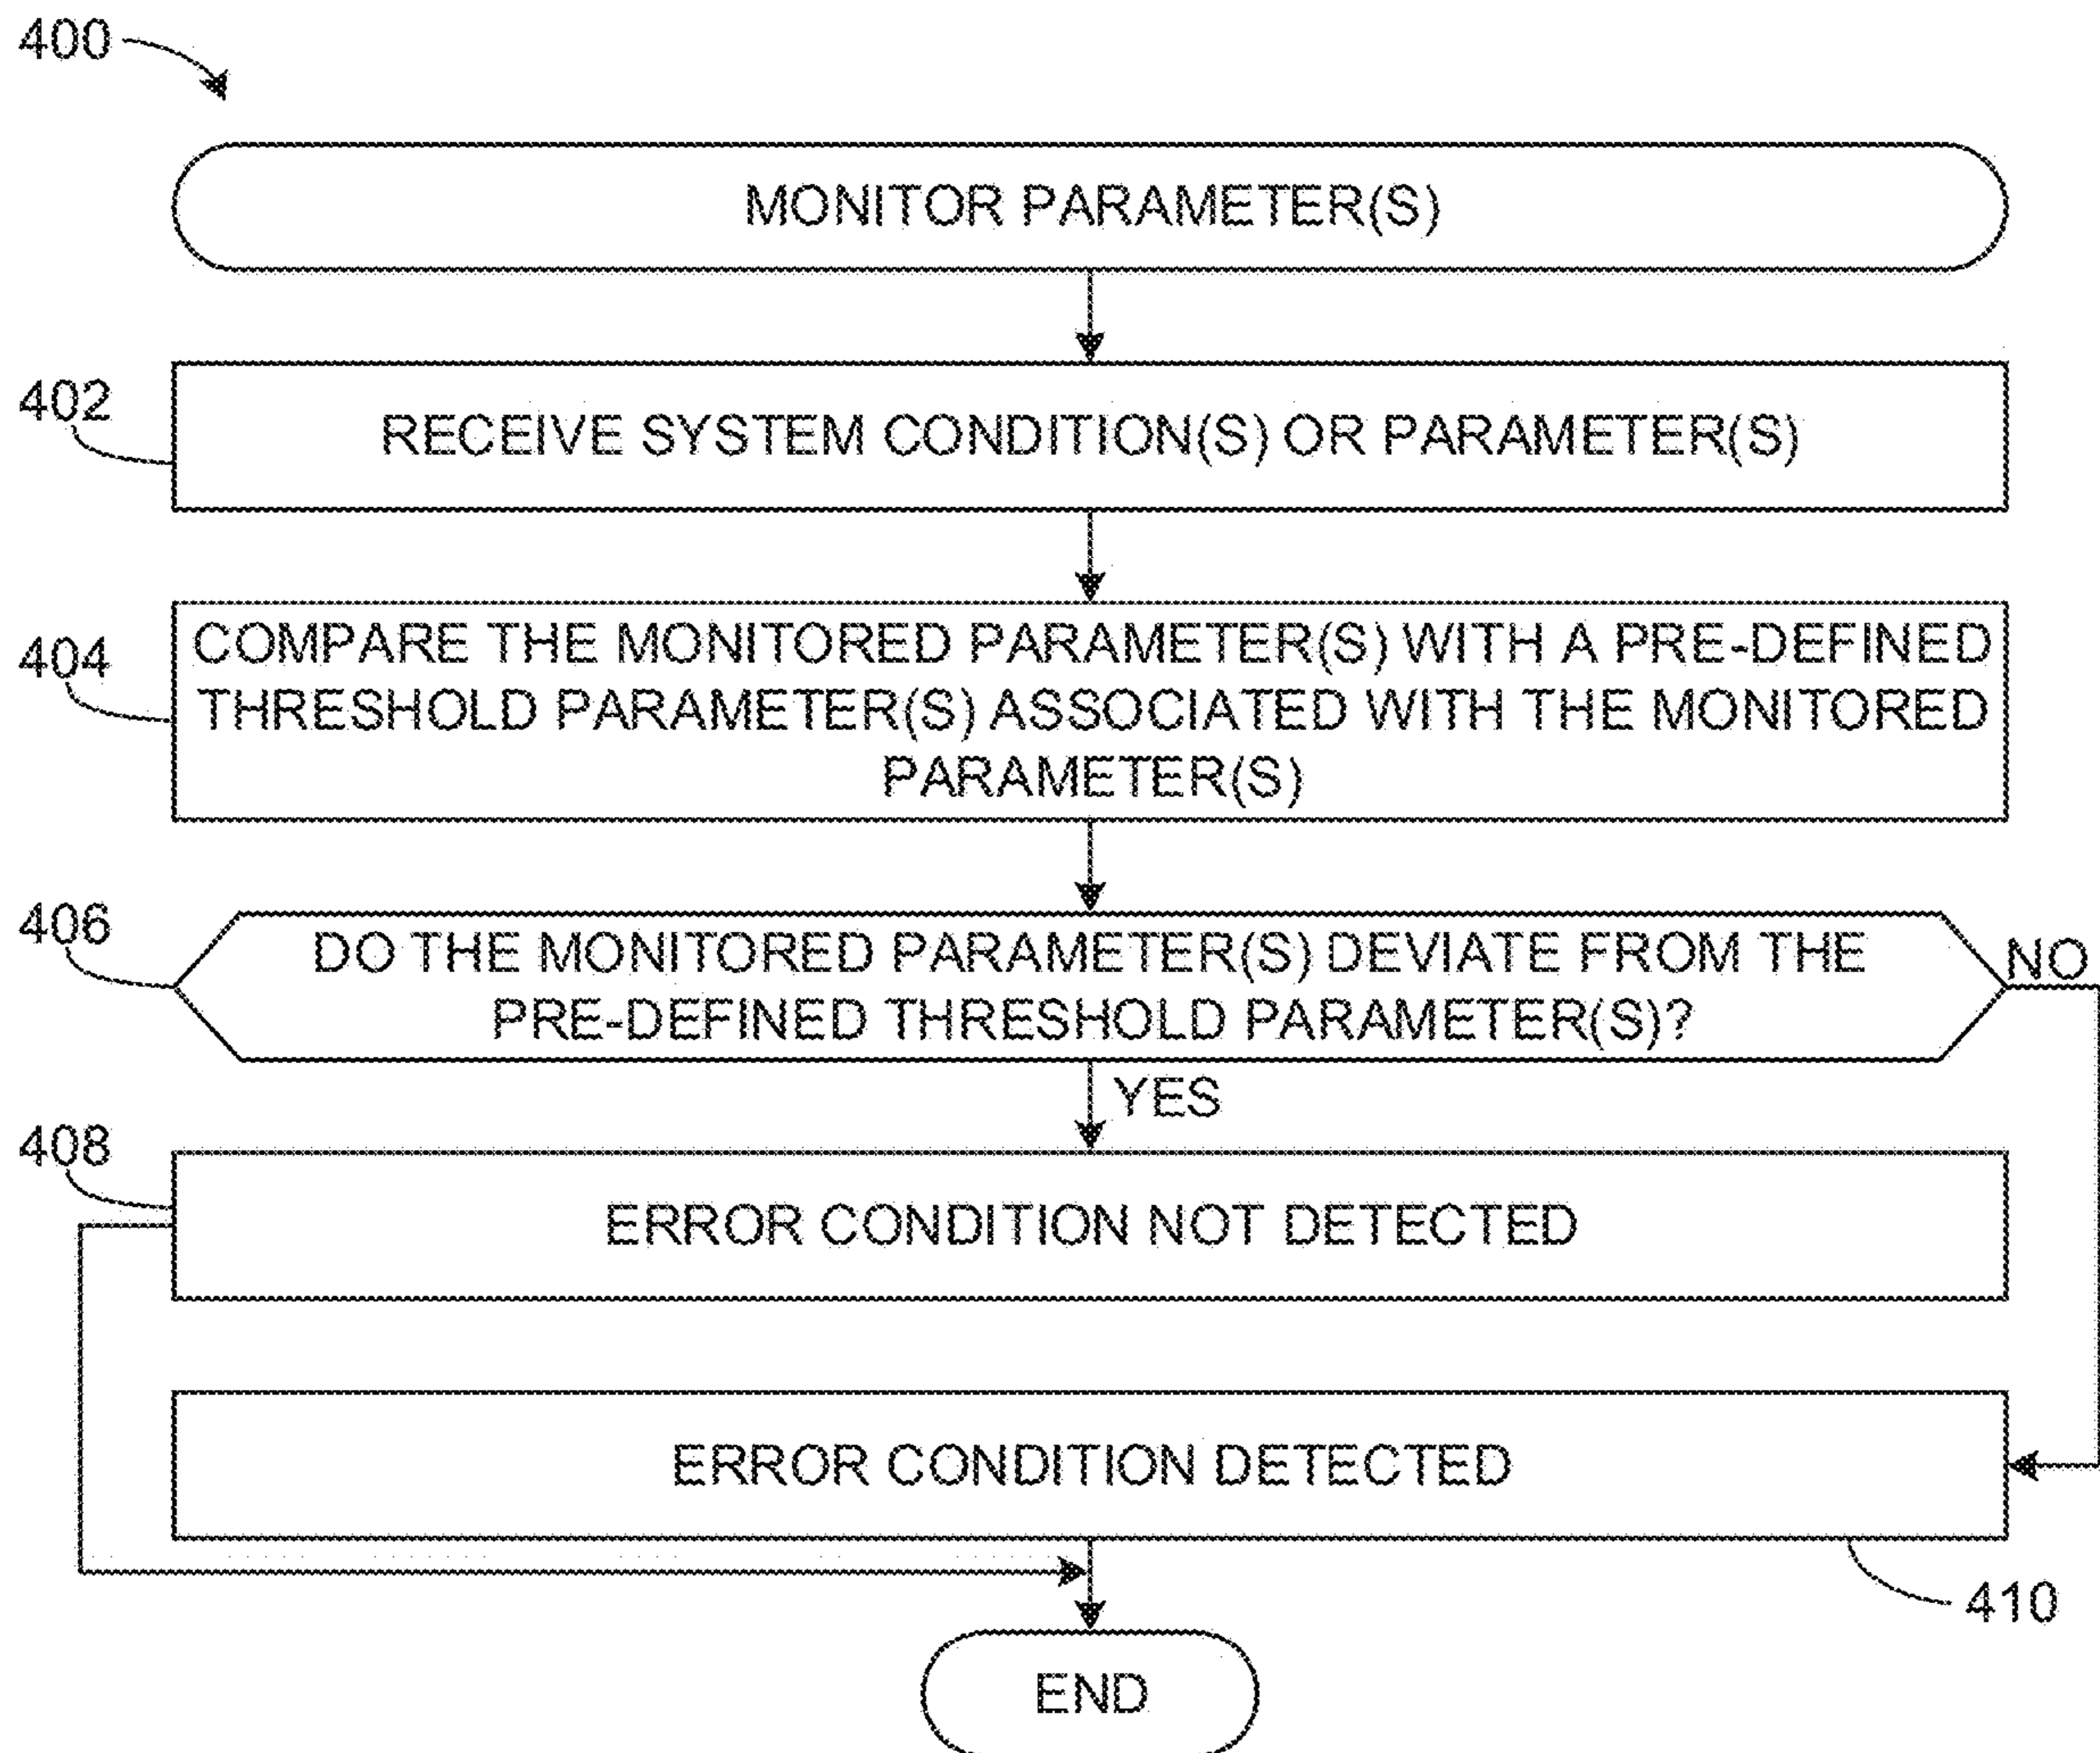 400
MONITOR PARAMETER(S)
402
RECEIVE SYSTEM CONDITION(S) OR PARAMETER(S)
404
COMPARE THE MONITORED PARAMETER(S) WITH A PRE-DEFINED
THRESHOLD PARAMETER(S) ASSOCIATED WITH THE MONITORED
PARAMETER(S)
406
DO THE MONITORED PARAMETER(S) DEVIATE FROM THE
PRE-DEFINED THRESHOLD PARAMETER(S)?
NO
YES
408
ERROR CONDITION NOT DETECTED
ERROR CONDITION DETECTED
410
END